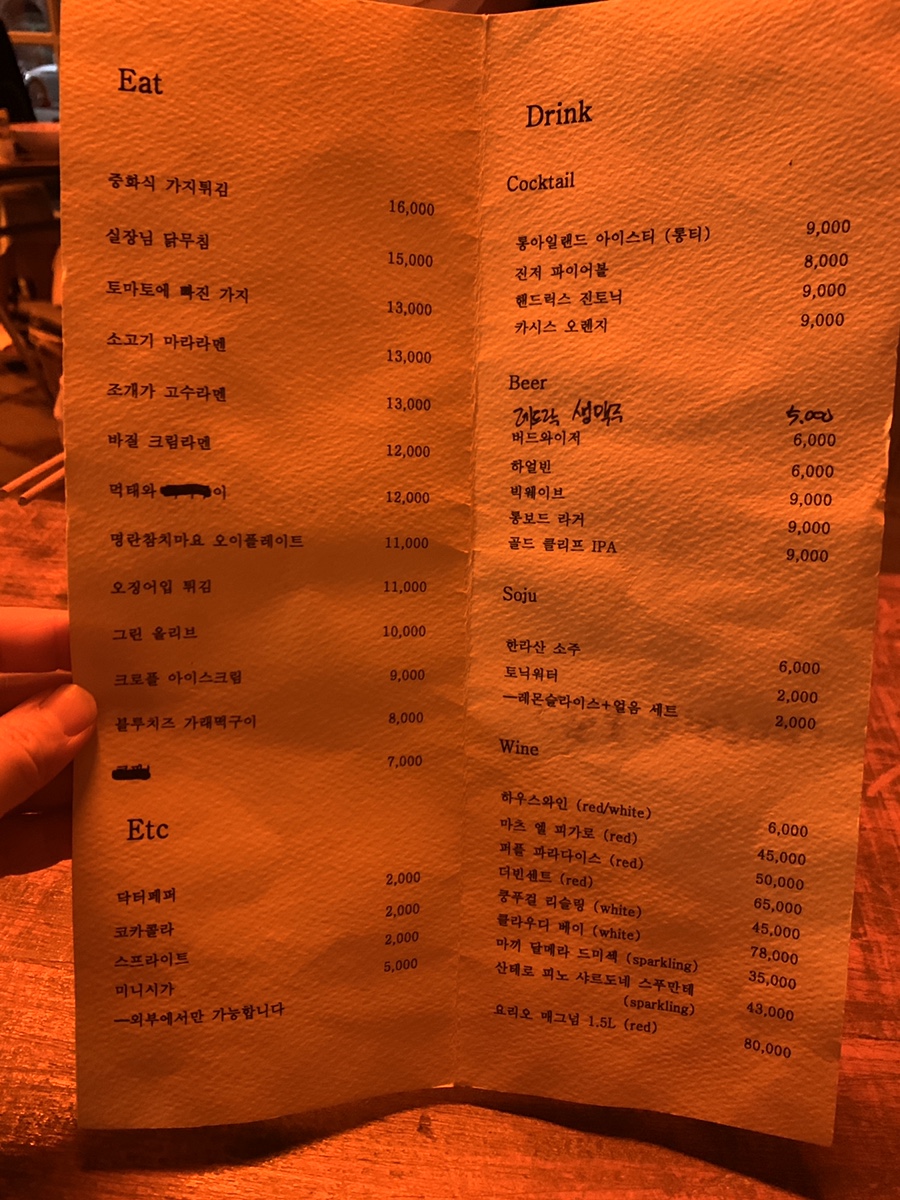 Eat
중화식 가지튀김 16,000
실장님 닭무침 15,000
토마토에 빠진 가지 13,000
소고기 마라라멘 13,000
조개가 고수라멘 13,000
바질 크림라멘 12,000
먹태와 이 12,000
명란참치마요 오이플레이트 11,000
오징어입 튀김 11,000
그린 올리브 10,000
크로플 아이스크림 9,000
블루치즈 가래떡구이 8,000
7,000
Etc
닥터페퍼 2,000
코카콜라 2,000
스프라이트 2,000
미니시가 5,000
—외부에서만 가능합니다
Drink
Cocktail
롱아일랜드 아이스티 (롱티) 9,000
진저 파이어볼 8,000
핸드릭스 진토닉 9,000
카시스 오렌지 9,000
Beer
레드락 생맥주 5.000
버드와이저 6,000
하얼빈 6,000
빅웨이브 9,000
롱보드 라거 9,000
골드 클리프 IPA 9,000
Soju
한라산 소주 6,000
토닉워터 2,000
—레몬슬라이스+얼음 세트 2,000
Wine
하우스와인 (red/white) 6,000
마츠 엘 피가로 (red) 45,000
퍼플 파라다이스 (red) 50,000
더빈센트 (red) 65,000
쿵푸걸 리슬링 (white) 45,000
클라우디 베이 (white) 78,000
마끼 달메라 드미섹 (sparkling) 35,000
산테로 피노 샤르도네 스푸만테
(sparkling) 43,000
요리오 매그넘 1.5L (red) 80,000